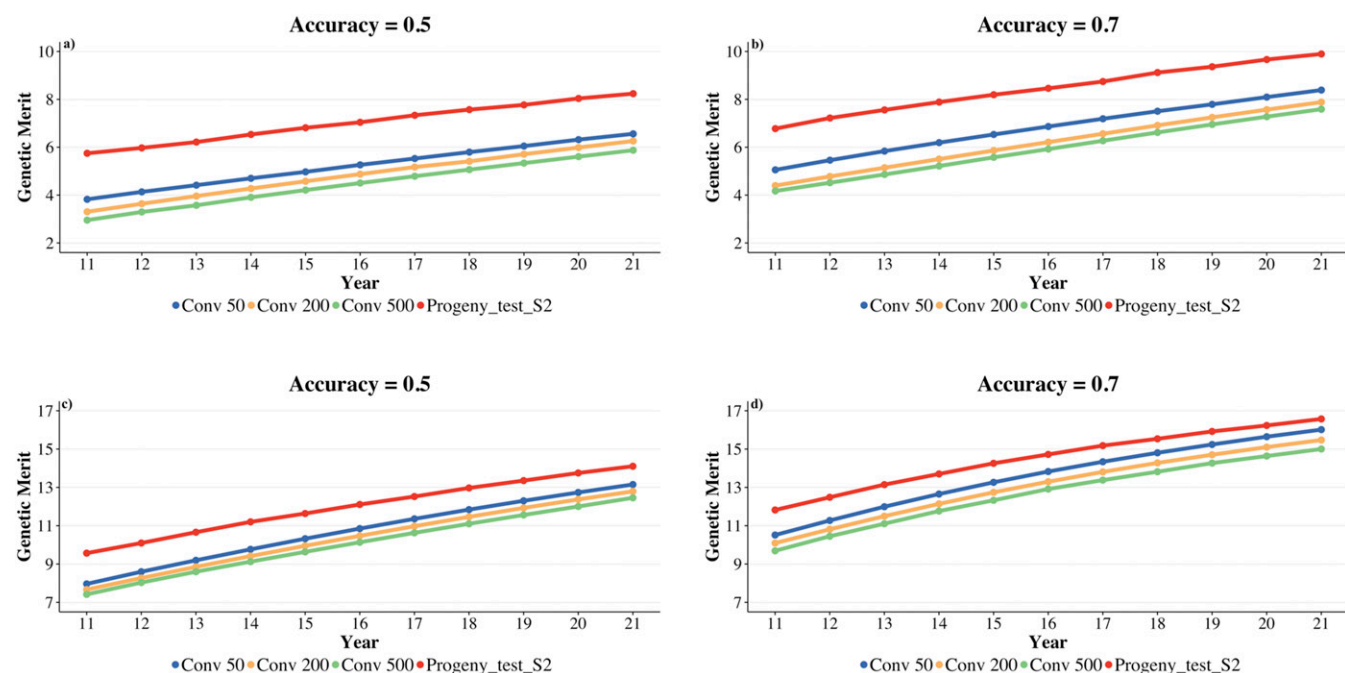 Accuracy = 0.5
a)
10
8
6
4
2
Genetic Merit
11 12 13 14 15 16 17 18 19 20 21
Year
Conv 50 Conv 200 Conv 500 Progeny_test_S2
Accuracy = 0.7
b)
10
8
6
4
2
Genetic Merit
11 12 13 14 15 16 17 18 19 20 21
Year
Conv 50 Conv 200 Conv 500 Progeny_test_S2
Accuracy = 0.5
c)
17
15
13
11
9
7
Genetic Merit
11 12 13 14 15 16 17 18 19 20 21
Year
Conv 50 Conv 200 Conv 500 Progeny_test_S2
Accuracy = 0.7
d)
17
15
13
11
9
7
Genetic Merit
11 12 13 14 15 16 17 18 19 20 21
Year
Conv 50 Conv 200 Conv 500 Progeny_test_S2